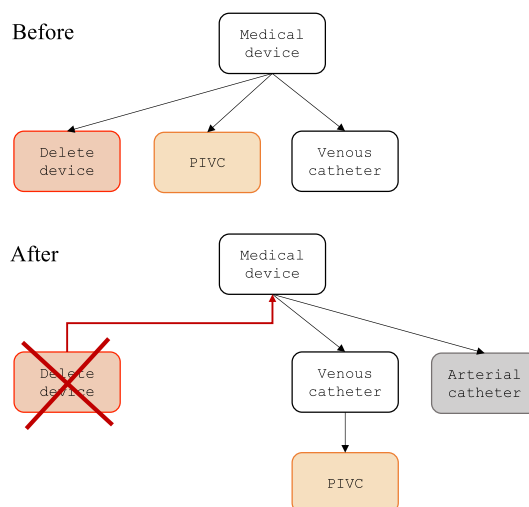 Before
Medical
device
Delete
device
PIVC
Venous
catheter
After
Medical
device
Delete
device
Venous
catheter
Arterial
catheter
PIVC